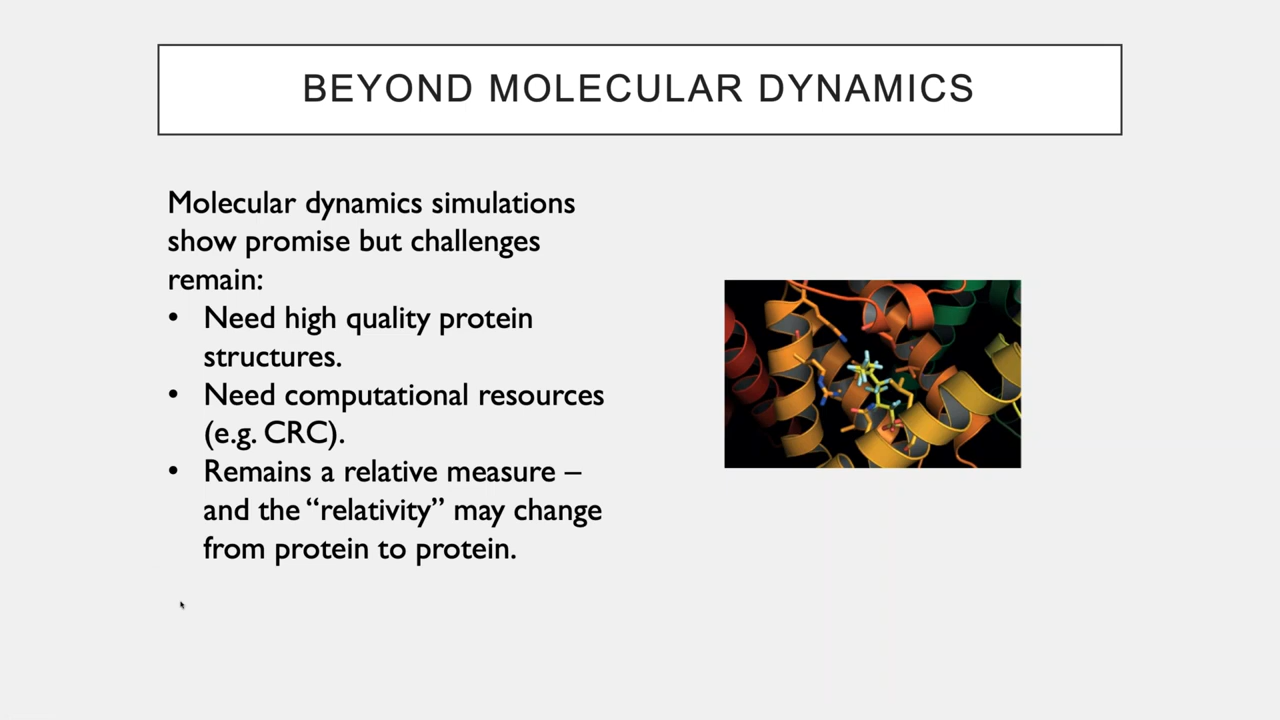 BEYOND MOLECULAR DYNAMICS
Molecular dynamics simulations
show promise but challenges
remain:
• Need high quality protein
structures.
• Need computational resources
(e.g. CRC).
• Remains a relative measure –
and the “relativity” may change
from protein to protein.